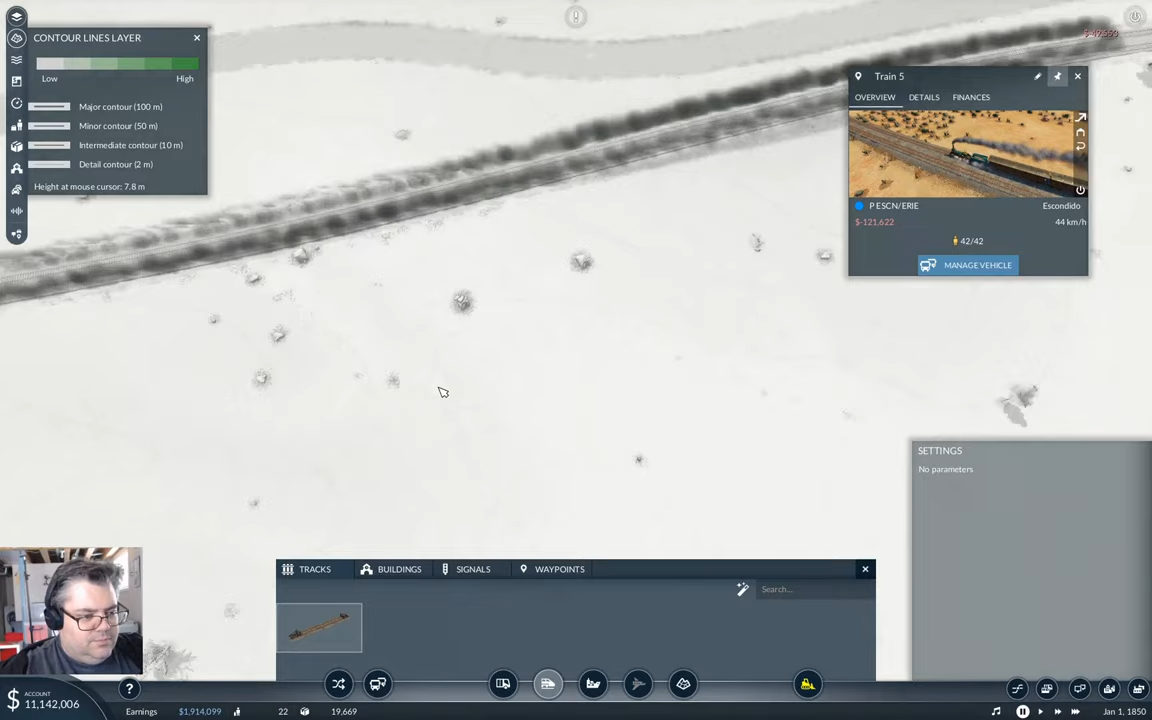 CONTOUR LINES LAYER
Low High
Major contour (100 m)
Minor contour (50 m)
Intermediate contour (10 m)
Detail contour (2 m)
Height at mouse cursor: 7.8 m
Train 5
OVERVIEW DETAILS FINANCES
P ESCN/ERIE Escondido
$-121,622 44 km/h
42/42
MANAGE VEHICLE
SETTINGS
No parameters
TRACKS BUILDINGS SIGNALS WAYPOINTS
Search...
$ ACCOUNT
11,142,006
?
Earnings $1,914,099 22 19,669 Jan 1, 1850